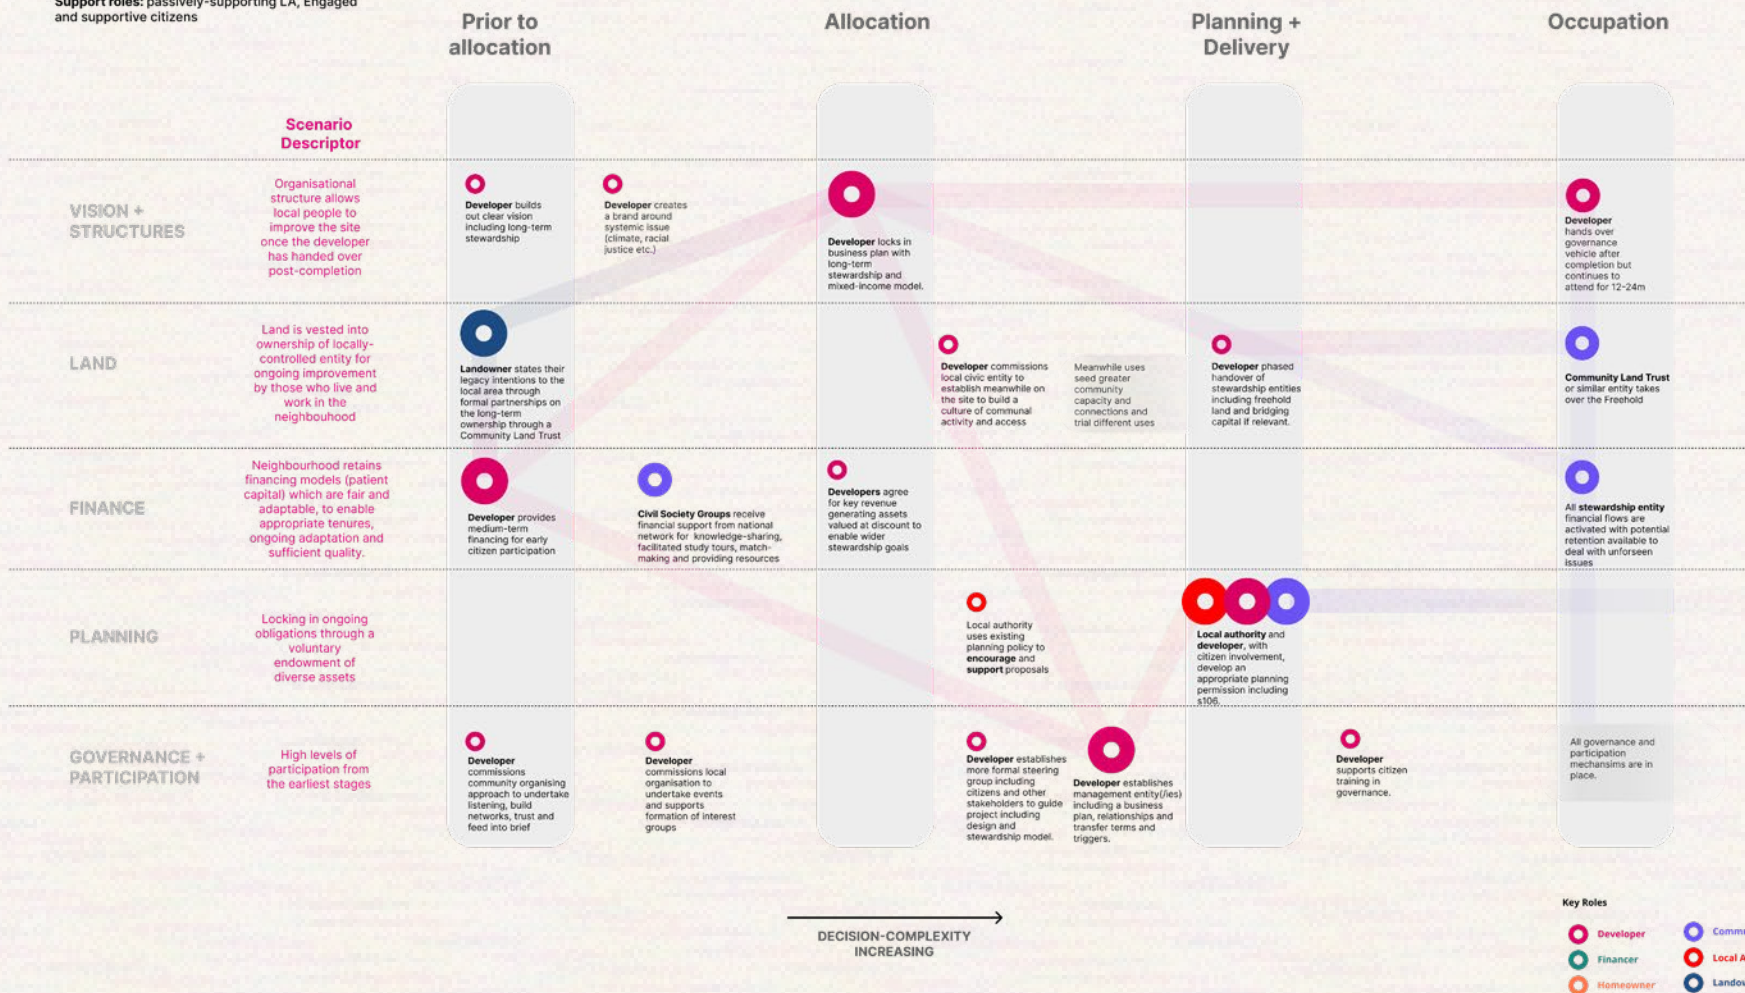 Support roles: passively-supporting LA, Engaged
and supportive citizens
Prior to
allocation
Allocation
Planning +
Delivery
Occupation
Scenario
Descriptor
VISION +
STRUCTURES
Organisational
structure allows
local people to
improve the site
once the developer
has handed over
post-completion
Developer builds
out clear vision
including long-term
stewardship
Developer creates
a brand around
systemic issue
(climate, racial
justice etc.)
Developer locks in
business plan with
long-term
stewardship and
mixed-income model.
Developer
hands over
governance
vehicle after
completion but
continues to
attend for 12-24m
LAND
Land is vested into
ownership of locally-
controlled entity for
ongoing improvement
by those who live and
work in the
neighbouhood
Landowner states their
legacy intentions to the
local area through
formal partnerships on
the long-term
ownership through a
Community Land Trust
Developer commissions
local civic entity to
establish meanwhile on
the site to build a
culture of communal
activity and access
Meanwhile uses
seed greater
community
capacity and
connections and
trial different uses
Developer phased
handover of
stewardship entities
including freehold
land and bridging
capital if relevant.
Community Land Trust
or similar entity takes
over the Freehold
FINANCE
Neighbourhood retains
financing models (patient
capital) which are fair and
adaptable, to enable
appropriate tenures,
ongoing adaptation and
sufficient quality.
Developer provides
medium-term
financing for early
citizen participation
Civil Society Groups receive
financial support from national
network for knowledge-sharing,
facilitated study tours, match-
making and providing resources
Developers agree
for key revenue
generating assets
valued at discount to
enable wider
stewardship goals
All stewardship entity
financial flows are
activated with potential
retention available to
deal with unforseen
issues
PLANNING
Locking in ongoing
obligations through a
voluntary
endowment of
diverse assets
Local authority
uses existing
planning policy to
encourage and
support proposals
Local authority and
developer, with
citizen involvement,
develop an
appropriate planning
permission including
s106.
GOVERNANCE +
PARTICIPATION
High levels of
participation from
the earliest stages
Developer
commissions
community organising
approach to undertake
listening, build
networks, trust and
feed into brief
Developer
commissions local
organisation to
undertake events
and supports
formation of interest
groups
Developer establishes
more formal steering
group including
citizens and other
stakeholders to guide
project including
design and
stewardship model.
Developer establishes
management entity(/ies)
including a business
plan, relationships and
transfer terms and
triggers.
Developer
supports citizen
training in
governance.
All governance and
participation
mechansims are in
place.
DECISION-COMPLEXITY
INCREASING
Key Roles
Developer
Financer
Homeowner
Commu
Local A
Landow